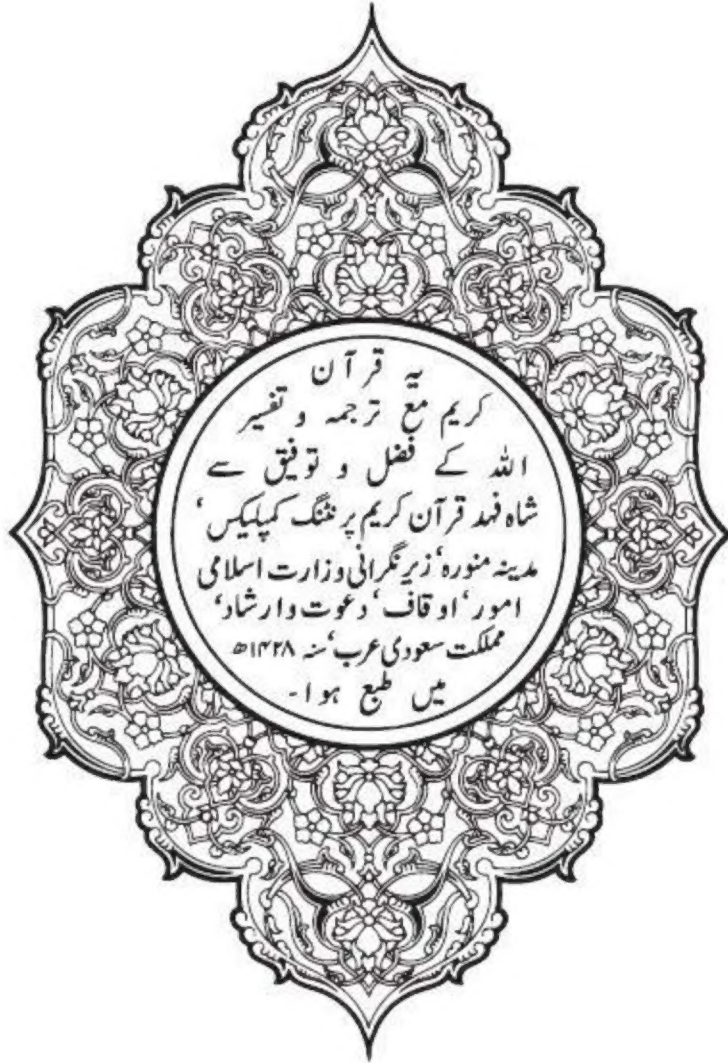 یہ قرآن
کریم مع ترجمہ و تفسیر
اللہ کے فضل و توفیق سے
شاہ فہد قرآن کریم پرنٹنگ کمپلیکس‘
مدینہ منورہ‘ زیر نگرانی وزارت اسلامی
امور‘ اوقاف‘ دعوت وارشاد‘
مملکت سعودی عرب‘ سنہ ۱۴۲۸ھ
میں طبع ہوا۔